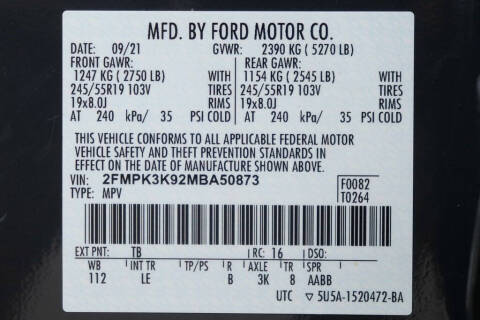 MFD. BY FORD MOTOR CO.
DATE: 09/21 GVWR: 2390 KG ( 5270 LB)
FRONT GAWR: REAR GAWR:
1247 KG ( 2750 LB) WITH 1154 KG ( 2545 LB) WITH
245/55R19 103V TIRES 245/55R19 103V TIRES
19x8.0J RIMS 19x8.0J RIMS
AT 240 kPa/ 35 PSI COLD AT 240 kPa/ 35 PSI COLD
THIS VEHICLE CONFORMS TO ALL APPLICABLE FEDERAL MOTOR
VEHICLE SAFETY AND THEFT PREVENTION STANDARDS IN
EFFECT ON THE DATE OF MANUFACTURE SHOWN ABOVE.
VIN: 2FMPK3K92MBA50873 F0082
TYPE: MPV T0264
EXT PNT: TB RC: 16 DSO:
WB INT TR TP/PS R AXLE TR SPR
112 LE B 3K 8 AABB
UTC ▽ 5U5A-1520472-BA